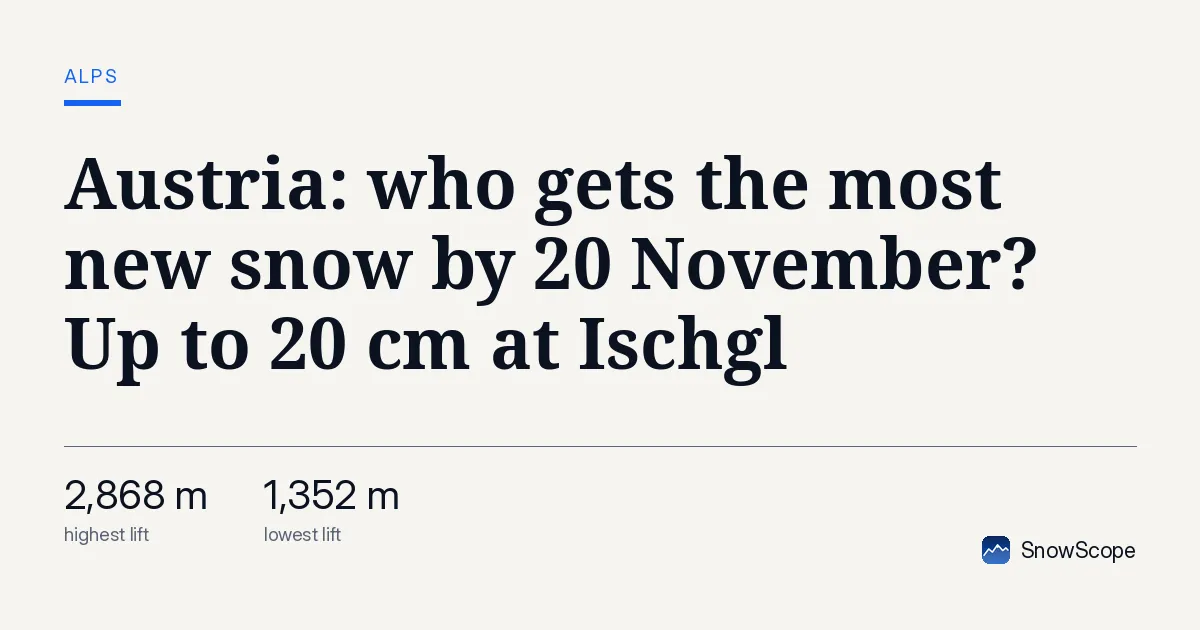 ALPS
Austria: who gets the most
new snow by 20 November?
Up to 20 cm at Ischgl
2,868 m
highest lift
1,352 m
lowest lift
SnowScope